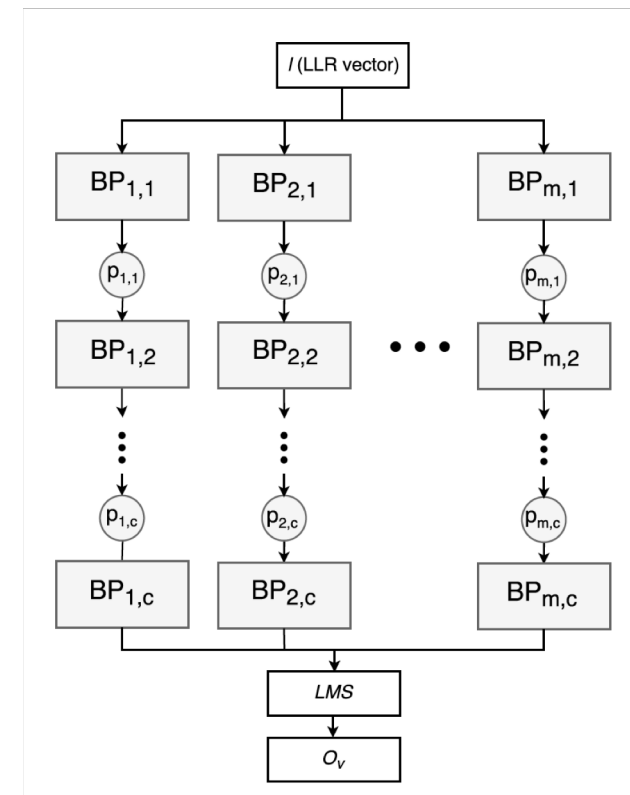 l (LLR vector)
BP1,1 BP2,1 BPm,1
p1,1 p2,1 pm,1
BP1,2 BP2,2 BPm,2
p1,c p2,c pm,c
BP1,c BP2,c BPm,c
LMS
Ov